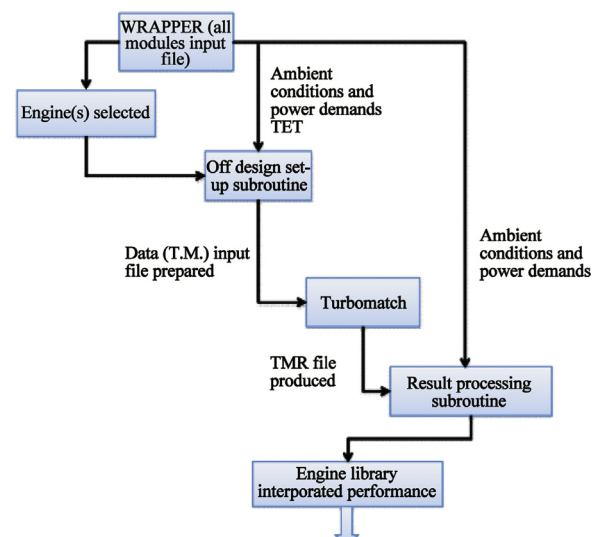 WRAPPER (all
modules input
file)
Engine(s) selected
Ambient
conditions and
power demands
TET
Off design set-
up subroutine
Data (T.M.) input
file prepared
Ambient
conditions and
power demands
Turbomatch
TMR file
produced
Result processing
subroutine
Engine library
interporated performance